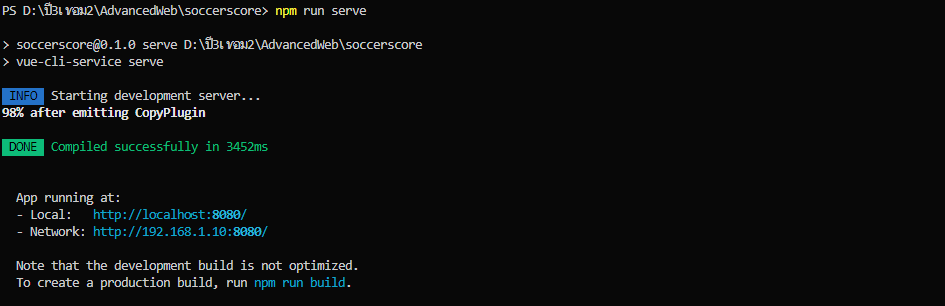 PS D:\ปี3เทอม2\AdvancedWeb\soccerscore> npm run serve
> soccerscore@0.1.0 serve D:\ปี3เทอม2\AdvancedWeb\soccerscore
> vue-cli-service serve
INFO Starting development server...
98% after emitting CopyPlugin
DONE Compiled successfully in 3452ms
App running at:
- Local: http://localhost:8080/
- Network: http://192.168.1.10:8080/
Note that the development build is not optimized.
To create a production build, run npm run build.